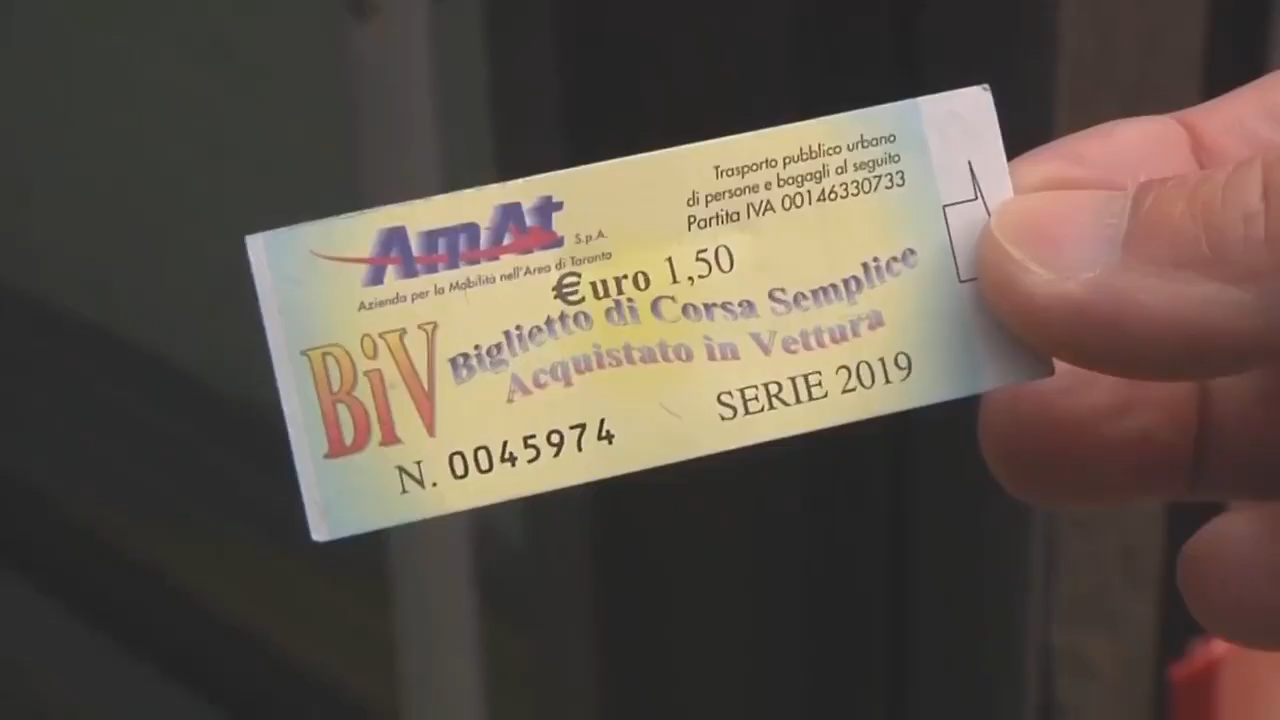 AmAt S.p.A.
Azienda per la Mobilità nell'Area di Taranto
Trasporto pubblico urbano
di persone e bagagli al seguito
Partita IVA 00146330733
€uro 1,50
BiV
Biglietto di Corsa Semplice
Acquistato in Vettura
SERIE 2019
N. 0045974